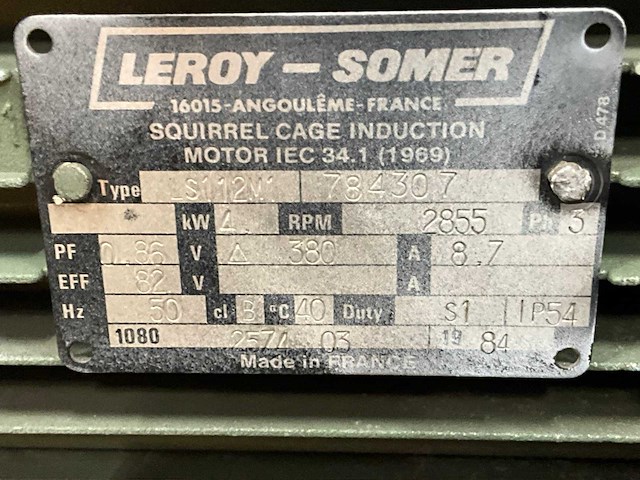 LEROY - SOMER
16015-ANGOULÊME-FRANCE
SQUIRREL CAGE INDUCTION
MOTOR IEC 34.1 (1969)
D 478
Type LS112M1 784307
kW 4. RPM 2855 Ph 3
PF 0.86 V Δ 380 A 8.7
EFF 82 V A
Hz 50 cl B °C 40 Duty S1 IP54
1080 2574 03 19 84
Made in FRANCE